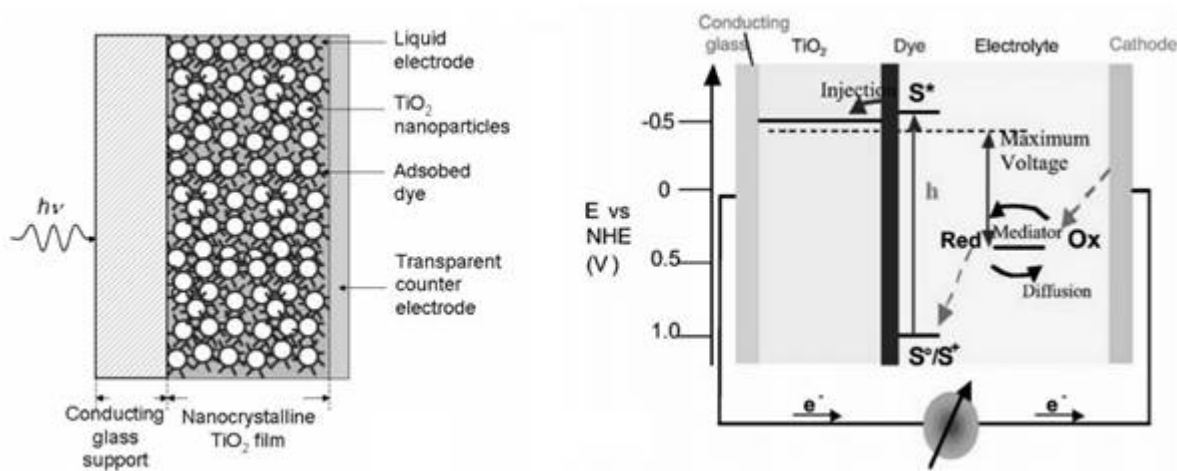 Liquid
electrode
TiO2
nanoparticles
Adsobed
dye
Transparent
counter
electrode
hν
Conducting
glass
support
Nanocrystalline
TiO2 film
Conducting
glass
TiO2
Dye
Electrolyte
Cathode
Injection
S*
-0.5
Maximum
Voltage
0
h
E vs
NHE
(V)
Red
Mediator
Ox
0.5
Diffusion
1.0
S°/S+
e-
e-